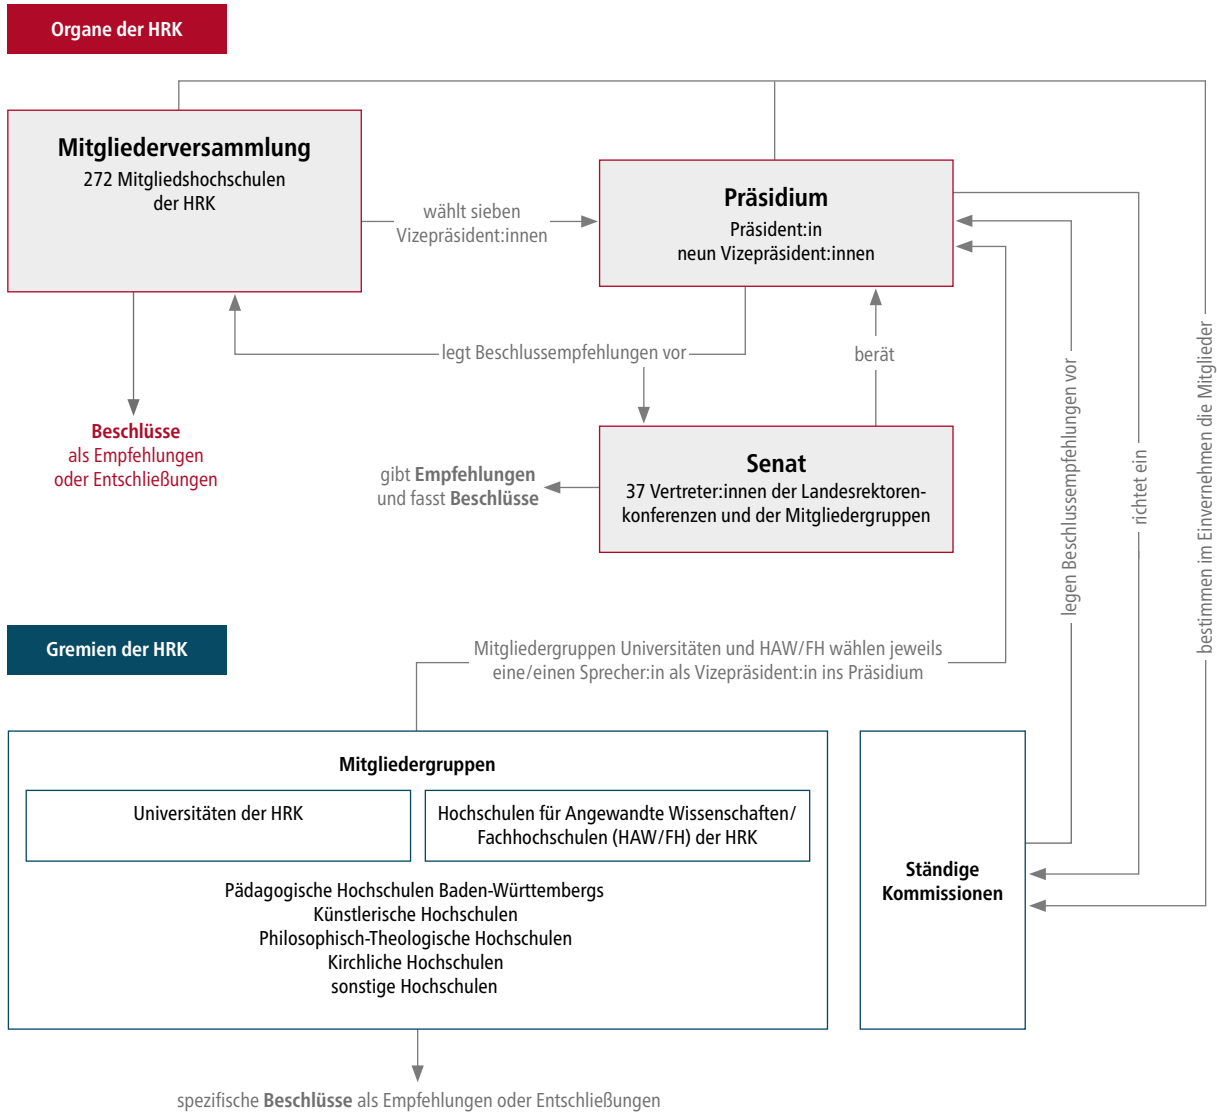 Organe der HRK
Mitgliederversammlung
272 Mitgliedshochschulen
der HRK
wählt sieben
Vizepräsident:innen
Präsidium
Präsident:in
neun Vizepräsident:innen
legt Beschlussempfehlungen vor
berät
Beschlüsse
als Empfehlungen
oder Entschließungen
gibt Empfehlungen
und fasst Beschlüsse
Senat
37 Vertreter:innen der Landesrektoren-
konferenzen und der Mitgliedergruppen
legen Beschlussempfehlungen vor
richtet ein
bestimmen im Einvernehmen die Mitglieder
Gremien der HRK
Mitgliedergruppen Universitäten und HAW/FH wählen jeweils
eine/einen Sprecher:in als Vizepräsident:in ins Präsidium
Mitgliedergruppen
Universitäten der HRK
Hochschulen für Angewandte Wissenschaften/
Fachhochschulen (HAW/FH) der HRK
Pädagogische Hochschulen Baden-Württembergs
Künstlerische Hochschulen
Philosophisch-Theologische Hochschulen
Kirchliche Hochschulen
sonstige Hochschulen
Ständige
Kommissionen
spezifische Beschlüsse als Empfehlungen oder Entschließungen